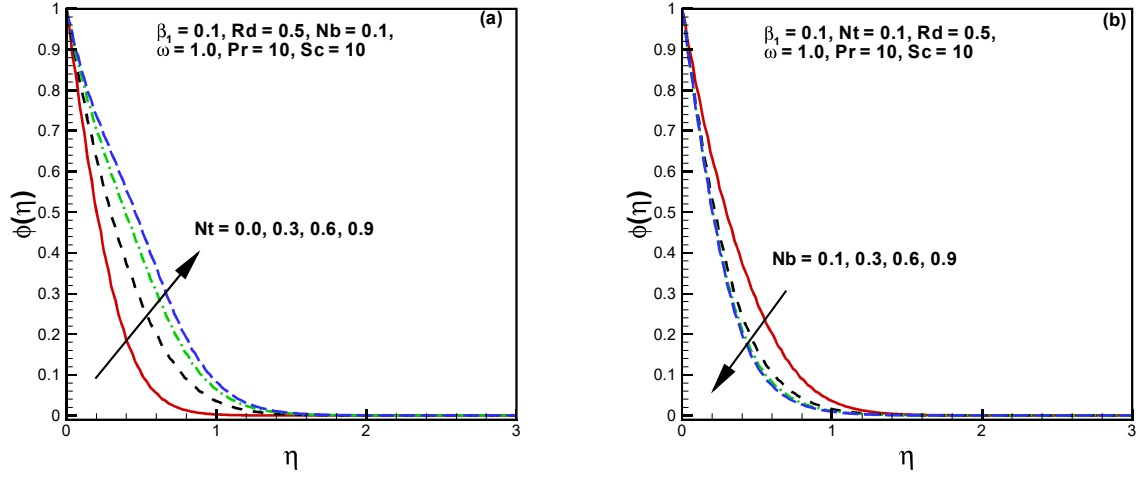 (a)
β1 = 0.1, Rd = 0.5, Nb = 0.1,
ω = 1.0, Pr = 10, Sc = 10
Nt = 0.0, 0.3, 0.6, 0.9
ϕ(η)
1
0.9
0.8
0.7
0.6
0.5
0.4
0.3
0.2
0.1
0
0 1 2 3
η
(b)
β1 = 0.1, Nt = 0.1, Rd = 0.5,
ω = 1.0, Pr = 10, Sc = 10
Nb = 0.1, 0.3, 0.6, 0.9
ϕ(η)
1
0.9
0.8
0.7
0.6
0.5
0.4
0.3
0.2
0.1
0
0 1 2 3
η